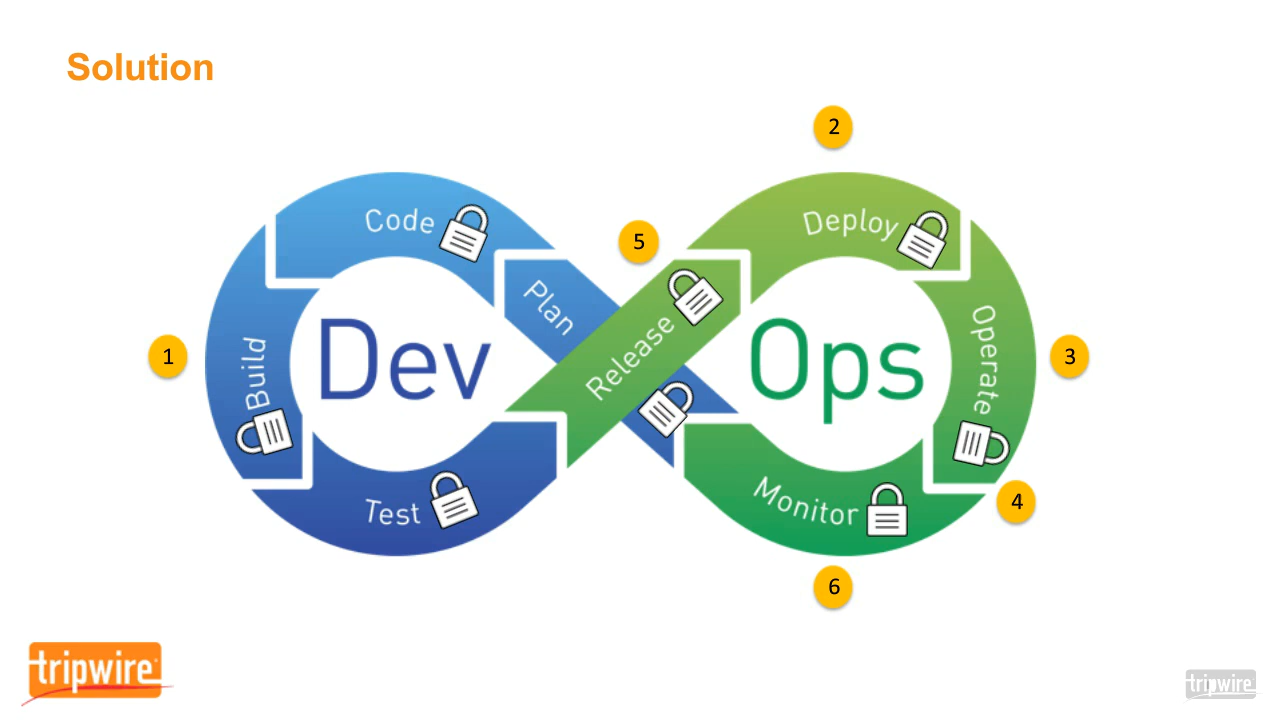 Solution
2
Code
Deploy
5
Plan
Release
Operate
1
Build
Dev
Ops
3
Test
Monitor
4
6
tripwire
tripwire